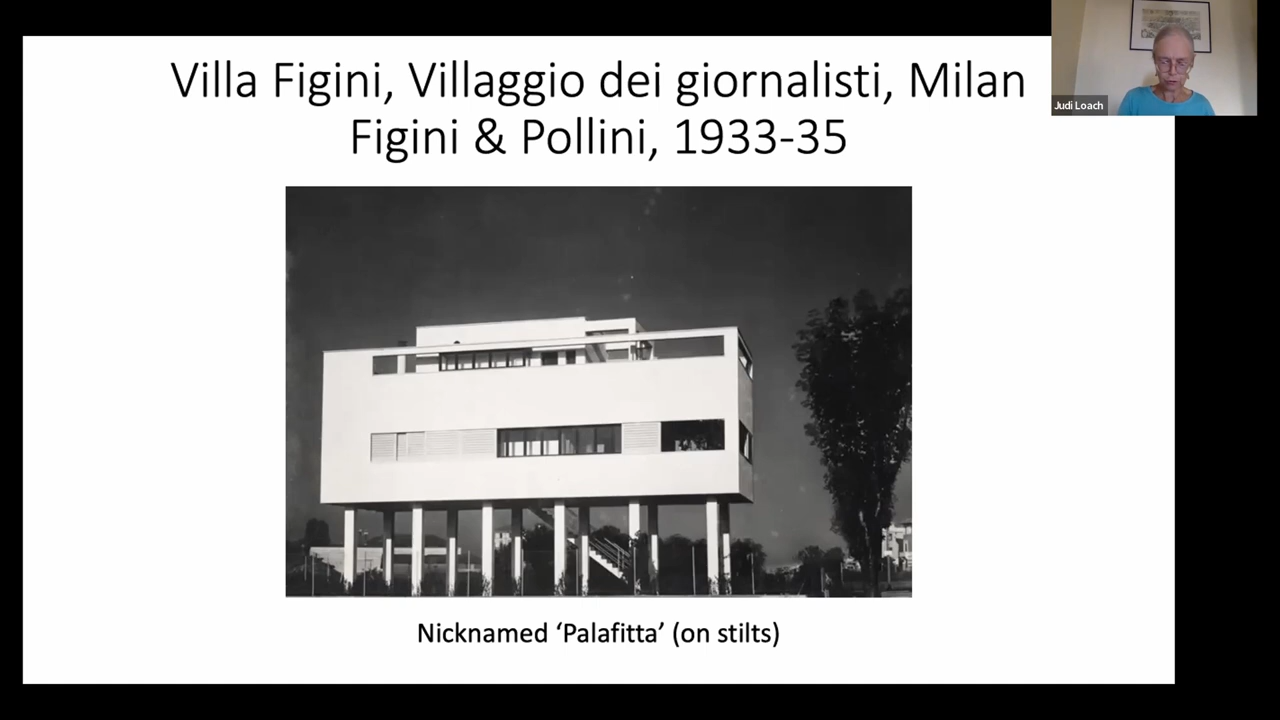 Villa Figini, Villaggio dei giornalisti, Milan
Figini & Pollini, 1933-35
Judi Loach
Nicknamed ‘Palafitta’ (on stilts)